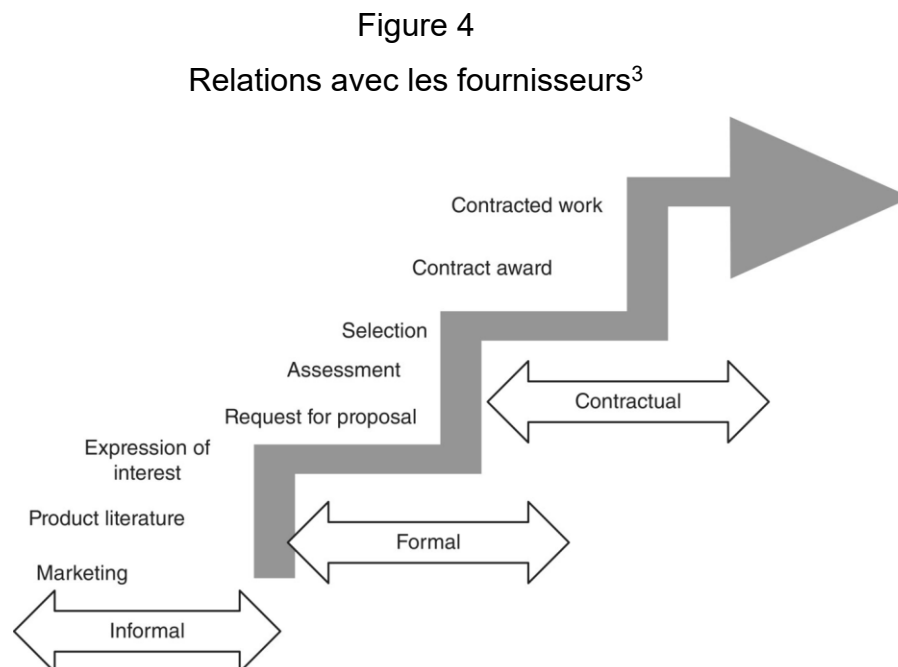 Figure 4
Relations avec les fournisseurs³
Contracted work
Contract award
Selection
Assessment
Contractual
Request for proposal
Expression of
interest
Product literature
Formal
Marketing
Informal